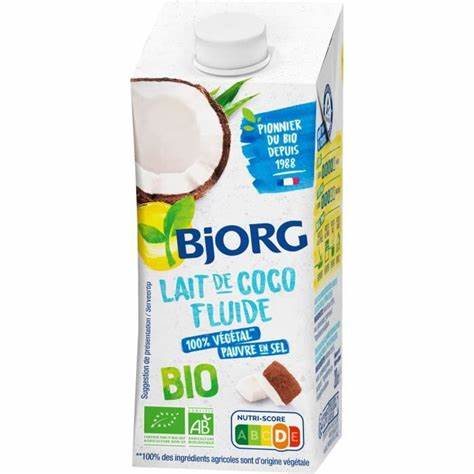 PIONNIER
DU BIO
DEPUIS
1988
BJORG
LAIT DE COCO
FLUIDE
100% VÉGÉTAL**
PAUVRE EN SEL
BIO
Suggestion de présentation / Serveertip
AB
NUTRI-SCORE
A B C D E
**100% des ingrédients agricoles sont d'origine végétale